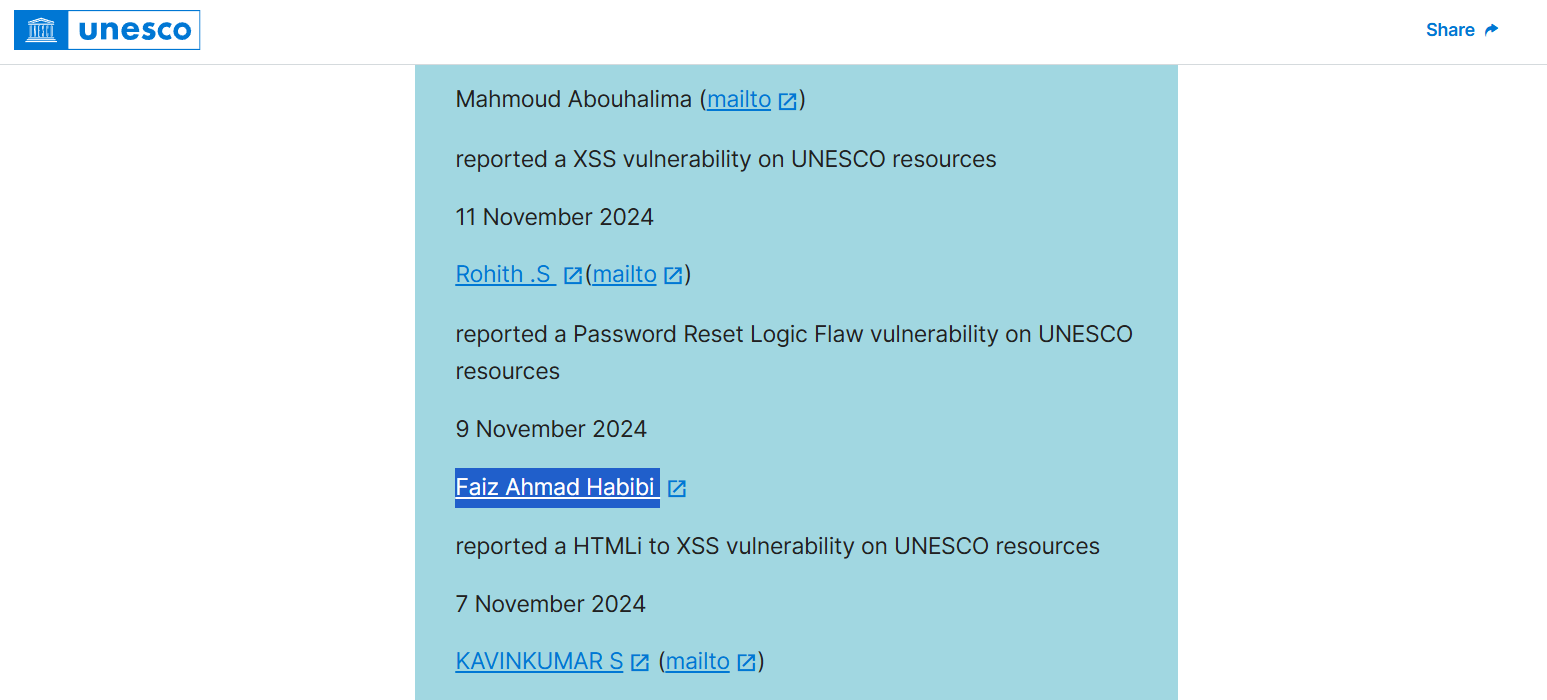 unesco
Share
Mahmoud Abouhalima (mailto)
reported a XSS vulnerability on UNESCO resources
11 November 2024
Rohith .S (mailto)
reported a Password Reset Logic Flaw vulnerability on UNESCO
resources
9 November 2024
Faiz Ahmad Habibi
reported a HTMLi to XSS vulnerability on UNESCO resources
7 November 2024
KAVINKUMAR S (mailto)